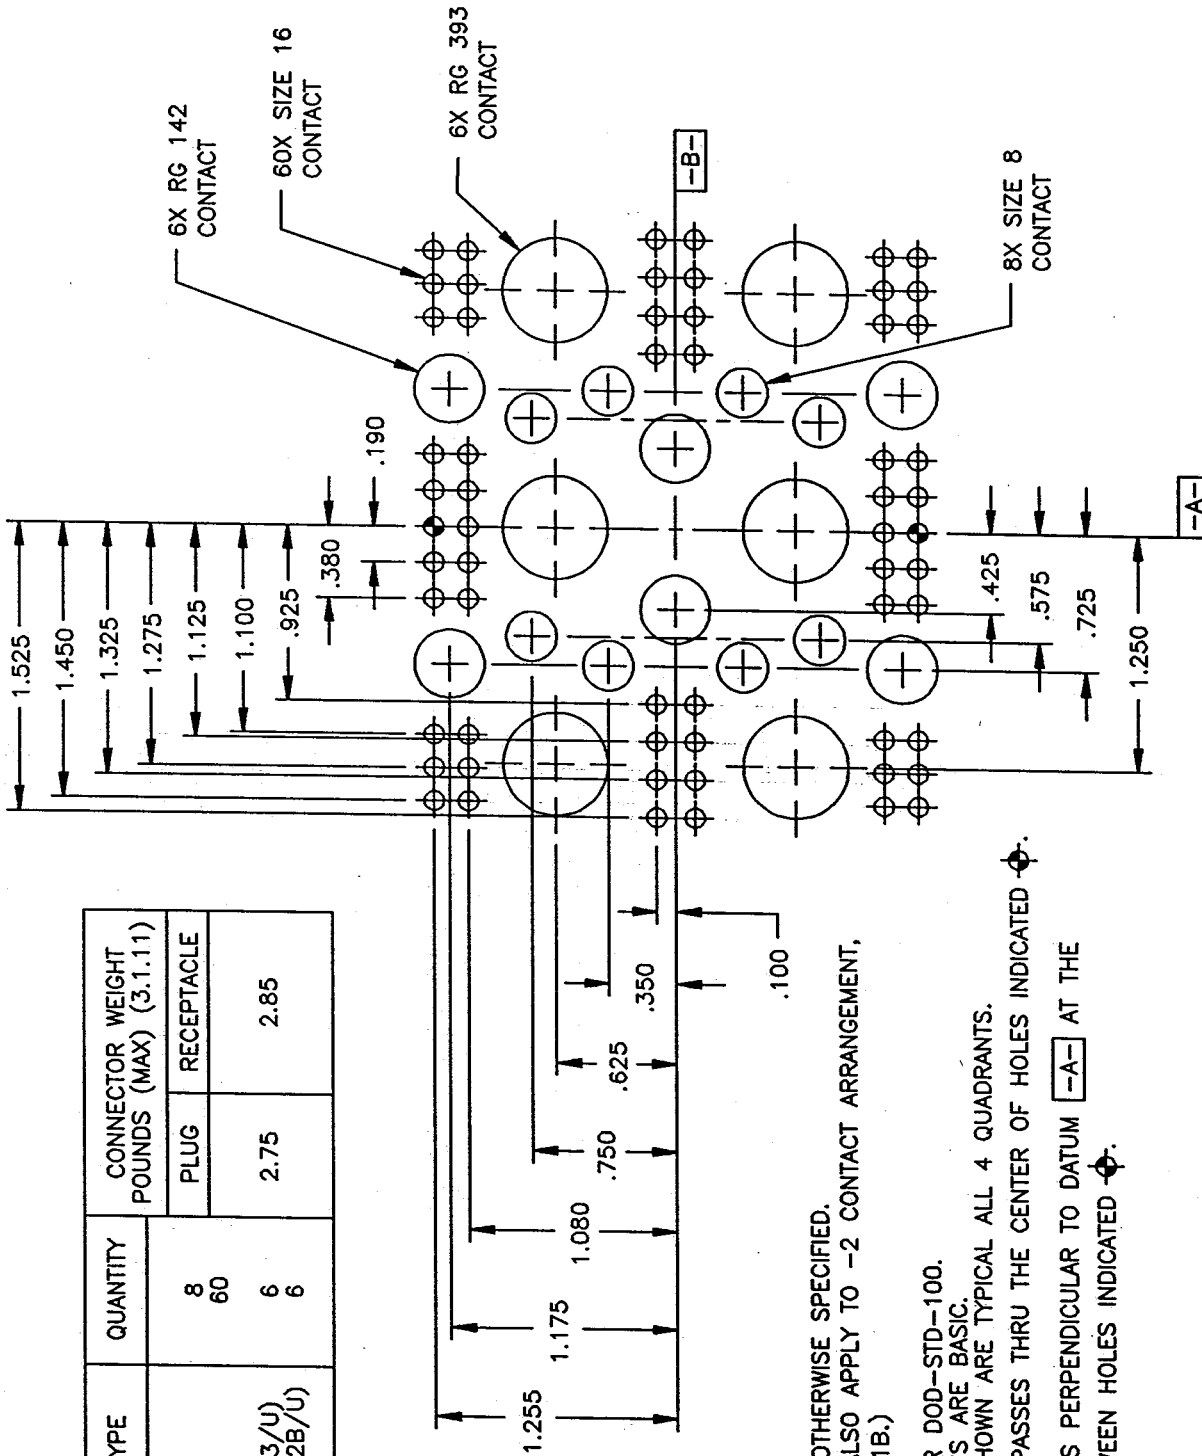 6X RG 142
CONTACT
60X SIZE 16
CONTACT
6X RG 393
CONTACT
-B-
8X SIZE 8
CONTACT
-A-
1.525
1.450
1.325
1.275
1.125
1.100
.925
.380
.190
.425
.575
.725
1.250
.100
.350
.625
.750
1.080
1.175
1.255
YPE
QUANTITY
CONNECTOR WEIGHT
POUNDS (MAX) (3.1.11)
PLUG
RECEPTACLE
8
60
2.75
2.85
3/U)
6
2B/U)
6
OTHERWISE SPECIFIED.
ALSO APPLY TO -2 CONTACT ARRANGEMENT,
1B.)
R DOD-STD-100.
S ARE BASIC.
HOWN ARE TYPICAL ALL 4 QUADRANTS.
PASSES THRU THE CENTER OF HOLES INDICATED .
S PERPENDICULAR TO DATUM -A- AT THE
EEN HOLES INDICATED .